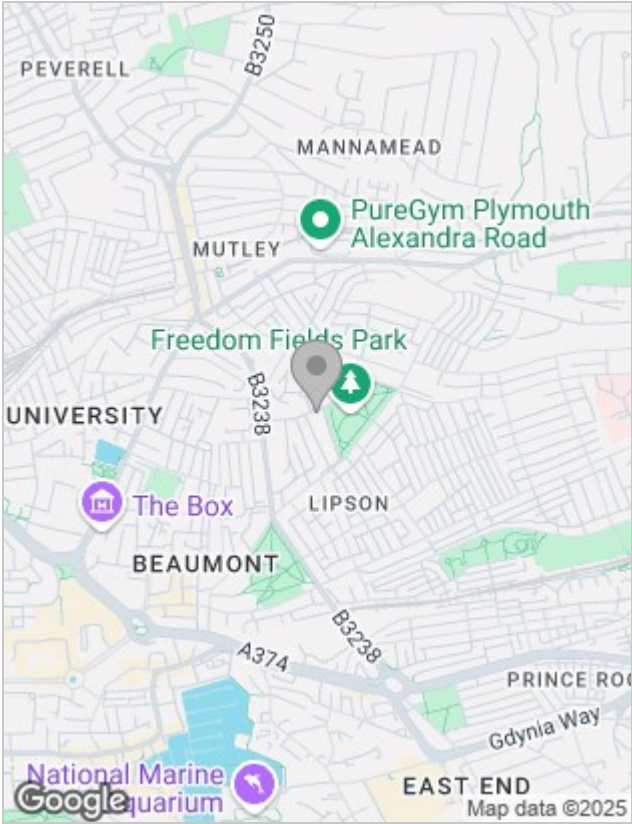 B3250
PEVERELL
MANNAMEAD
PureGym Plymouth
Alexandra Road
MUTLEY
Freedom Fields Park
B3238
UNIVERSITY
The Box
LIPSON
BEAUMONT
B3238
A374
PRINCE ROC
Gdynia Way
National Marine
quarium
EAST END
Google
Map data ©2025